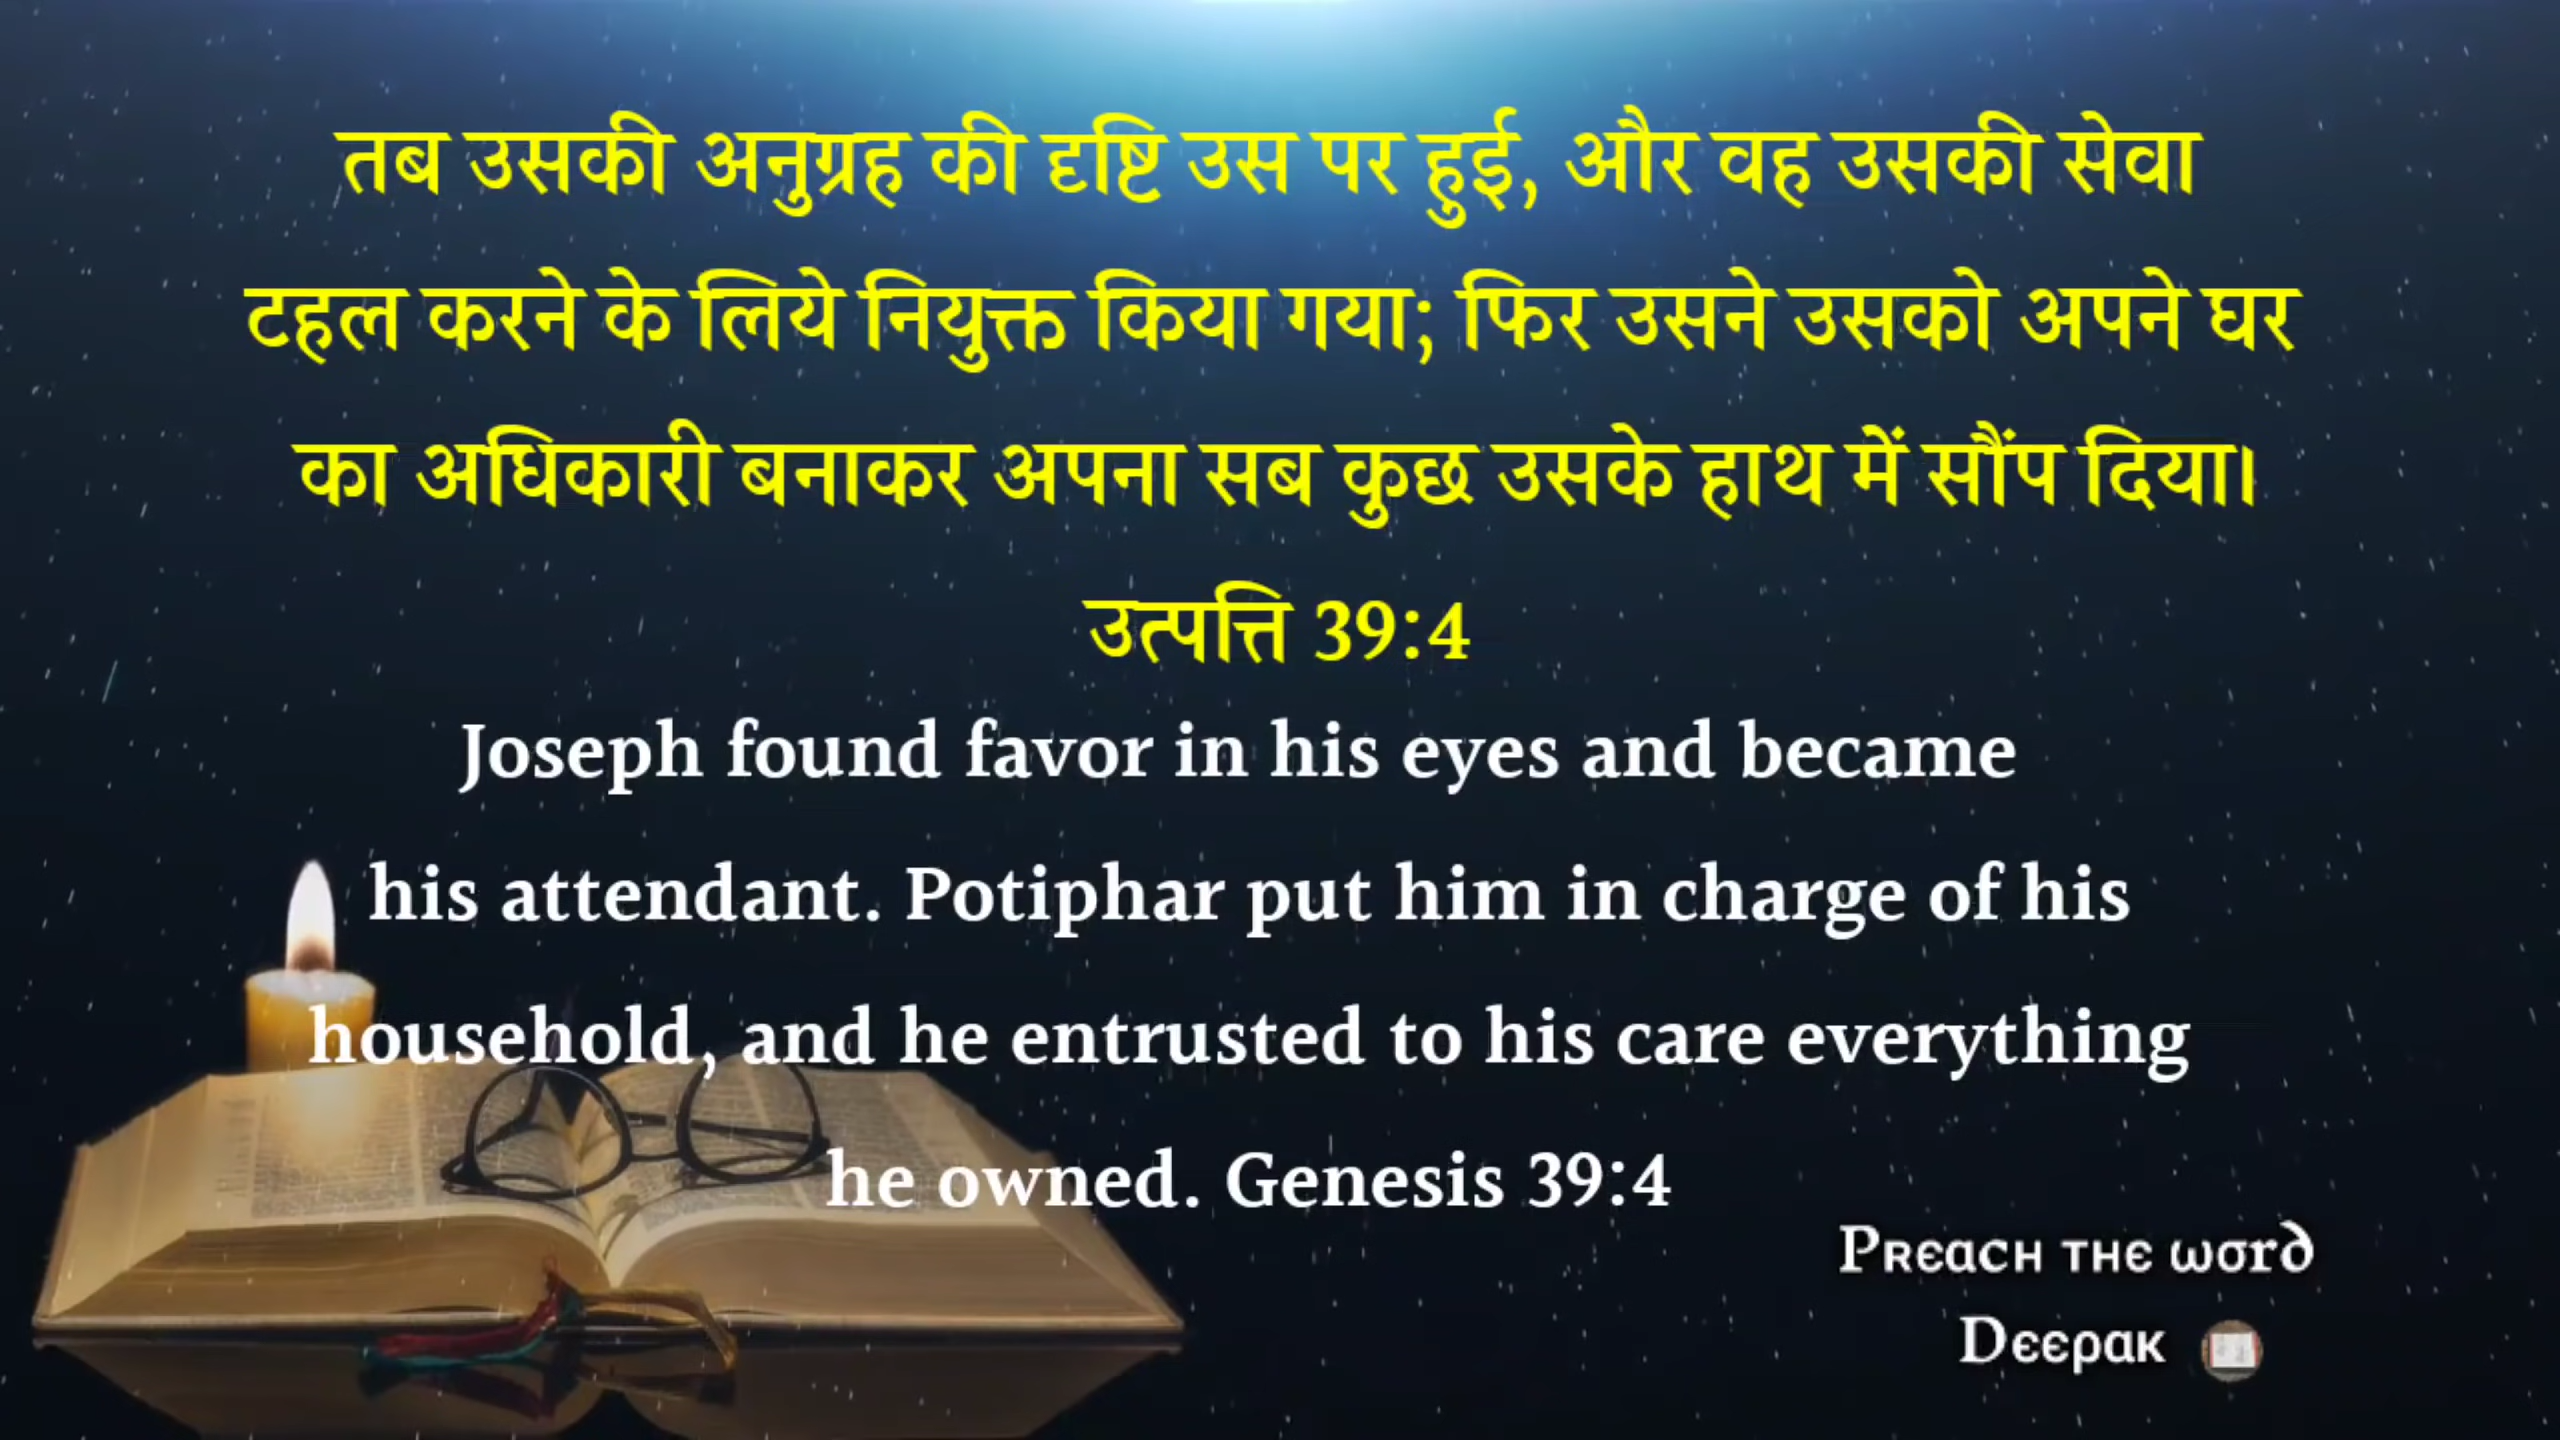 तब उसकी अनुग्रह की दृष्टि उस पर हुई, और वह उसकी सेवा
टहल करने के लिये नियुक्त किया गया; फिर उसने उसको अपने घर
का अधिकारी बनाकर अपना सब कुछ उसके हाथ में सौंप दिया।
उत्पत्ति 39:4
Joseph found favor in his eyes and became
his attendant. Potiphar put him in charge of his
household, and he entrusted to his care everything
he owned. Genesis 39:4
Preach the word
Deepak